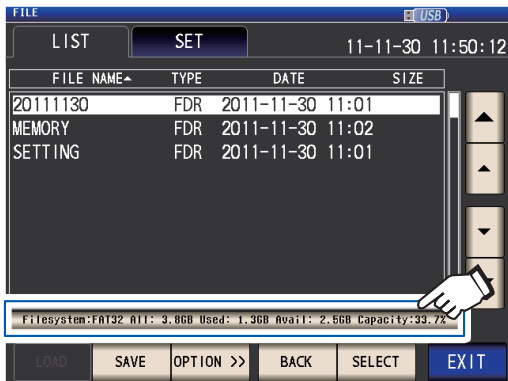 FILE USB
LIST SET 11-11-30 11:50:12
FILE NAME TYPE DATE SIZE
20111130 FDR 2011-11-30 11:01
MEMORY FDR 2011-11-30 11:02
SETTING FDR 2011-11-30 11:01
Filesystem:FAT32 All: 3.8GB Used: 1.3GB Avail: 2.5GB Capacity:33.7%
LOAD SAVE OPTION >> BACK SELECT EXIT